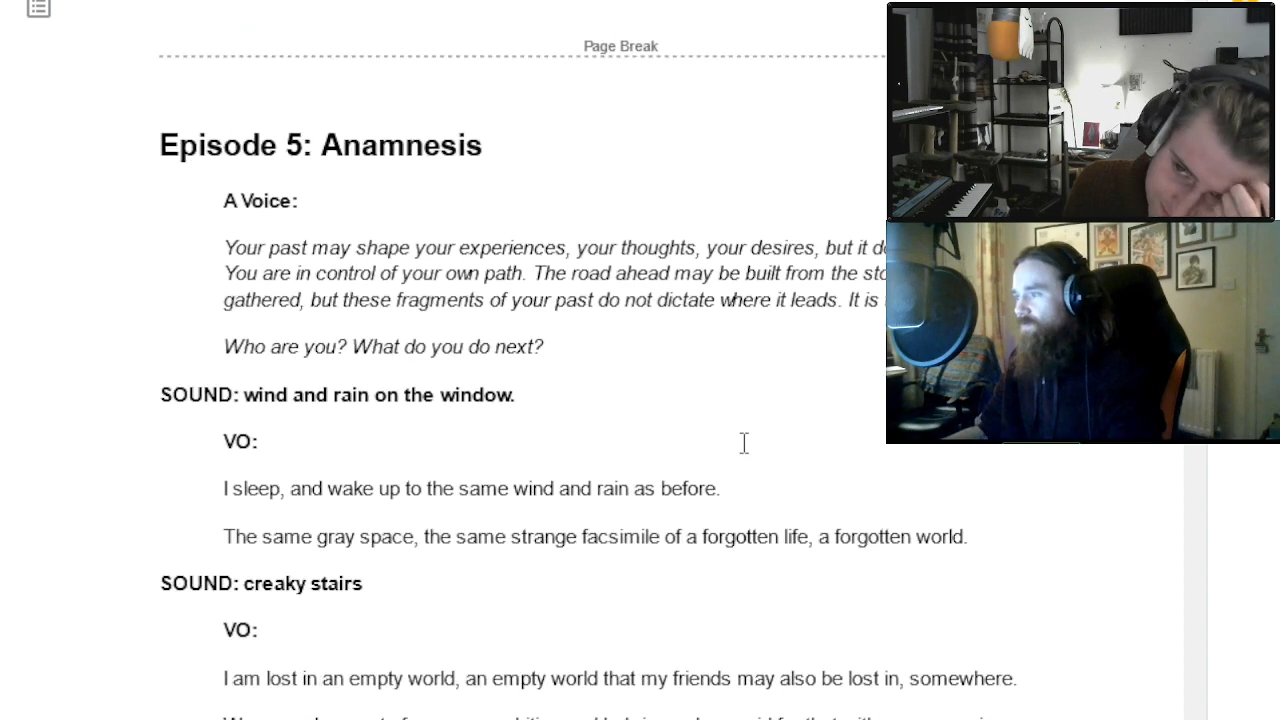 Page Break
Episode 5: Anamnesis
A Voice:
Your past may shape your experiences, your thoughts, your desires, but it
You are in control of your own path. The road ahead may be built from the
gathered, but these fragments of your past do not dictate where it leads. It is
Who are you? What do you do next?
SOUND: wind and rain on the window.
VO:
I sleep, and wake up to the same wind and rain as before.
The same gray space, the same strange facsimile of a forgotten life, a forgotten world.
SOUND: creaky stairs
VO:
I am lost in an empty world, an empty world that my friends may also be lost in, somewhere.